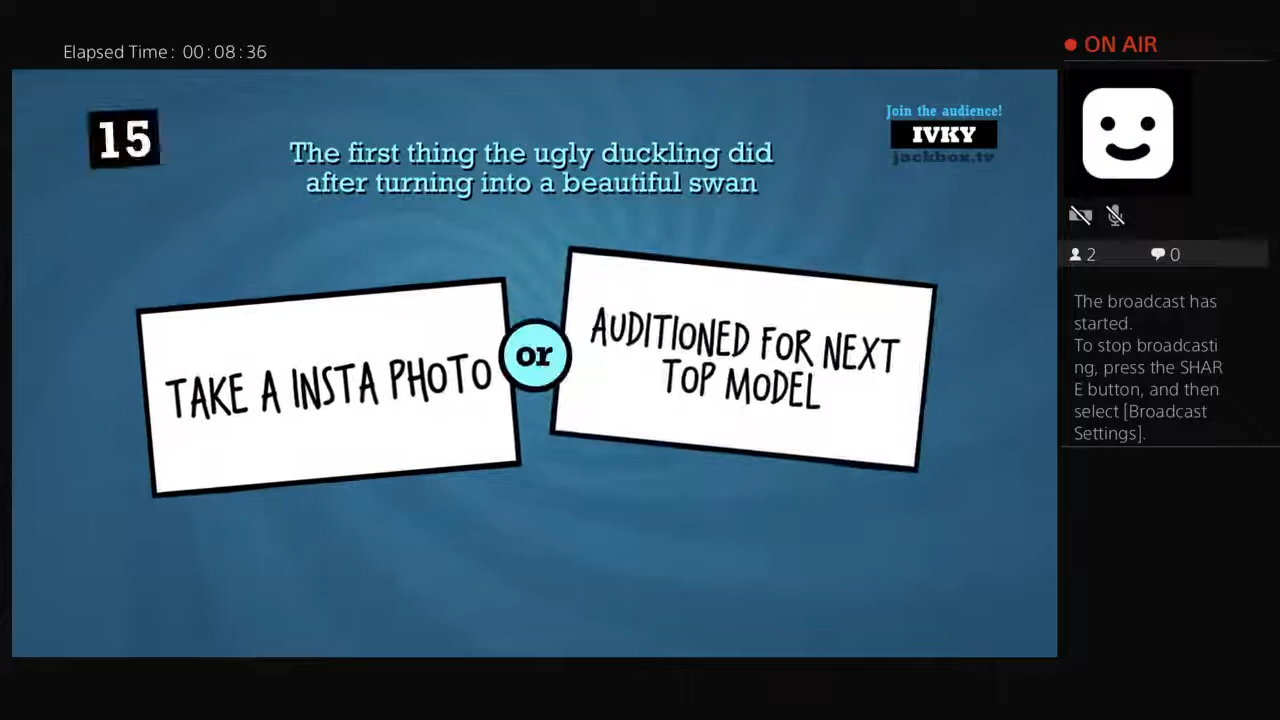 Elapsed Time: 00:08:36
ON AIR
15
The first thing the ugly duckling did
after turning into a beautiful swan
Join the audience!
IVKY
jackbox.tv
TAKE A INSTA PHOTO
or
AUDITIONED FOR NEXT
TOP MODEL
2
0
The broadcast has
started.
To stop broadcasti
ng, press the SHAR
E button, and then
select [Broadcast
Settings].